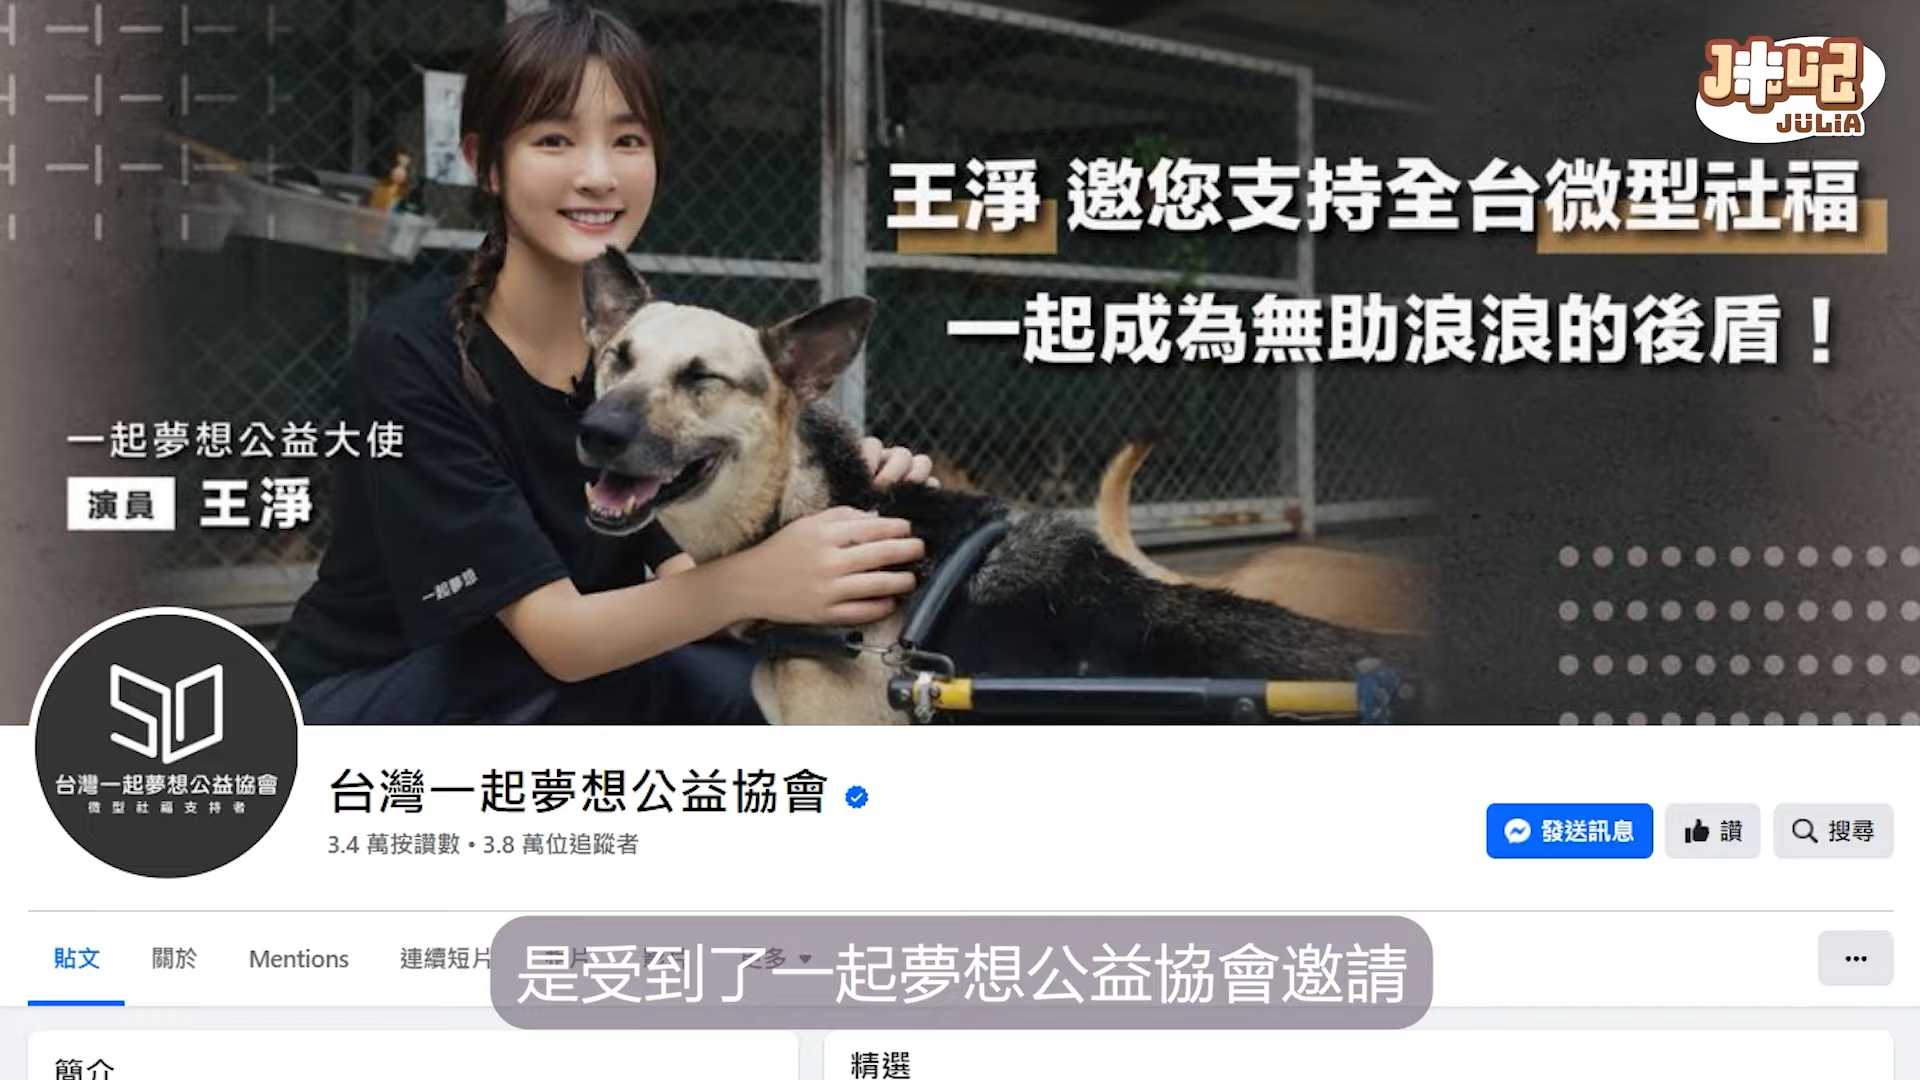 咪妃
JULIA
王淨 邀您支持全台微型社福
一起成為無助浪浪的後盾！
一起夢想公益大使
演員 王淨
一起夢想
台灣一起夢想公益協會
微型社福支持者
台灣一起夢想公益協會
3.4 萬按讚數 • 3.8 萬位追蹤者
發送訊息
讚
搜尋
貼文
關於
Mentions
連續短片
更多
是受到了一起夢想公益協會邀請
簡介
精選